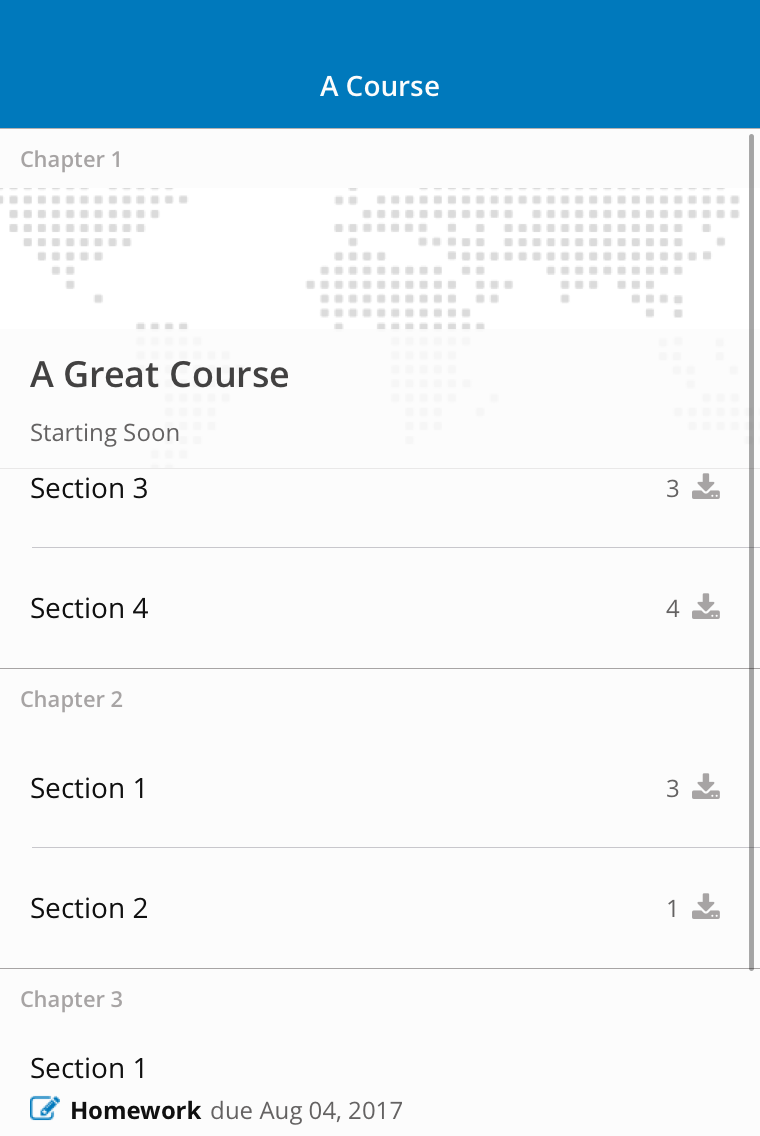 A Course
Chapter 1
A Great Course
Starting Soon
Section 3 3
Section 4 4
Chapter 2
Section 1 3
Section 2 1
Chapter 3
Section 1
Homework due Aug 04, 2017